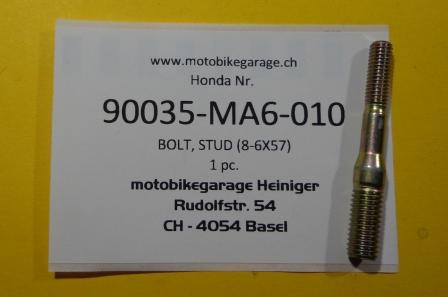 www.motobikegarage.ch
Honda Nr.
90035-MA6-010
BOLT, STUD (8-6X57)
1 pc.
motobikegarage Heiniger
Rudolfstr. 54
CH - 4054 Basel